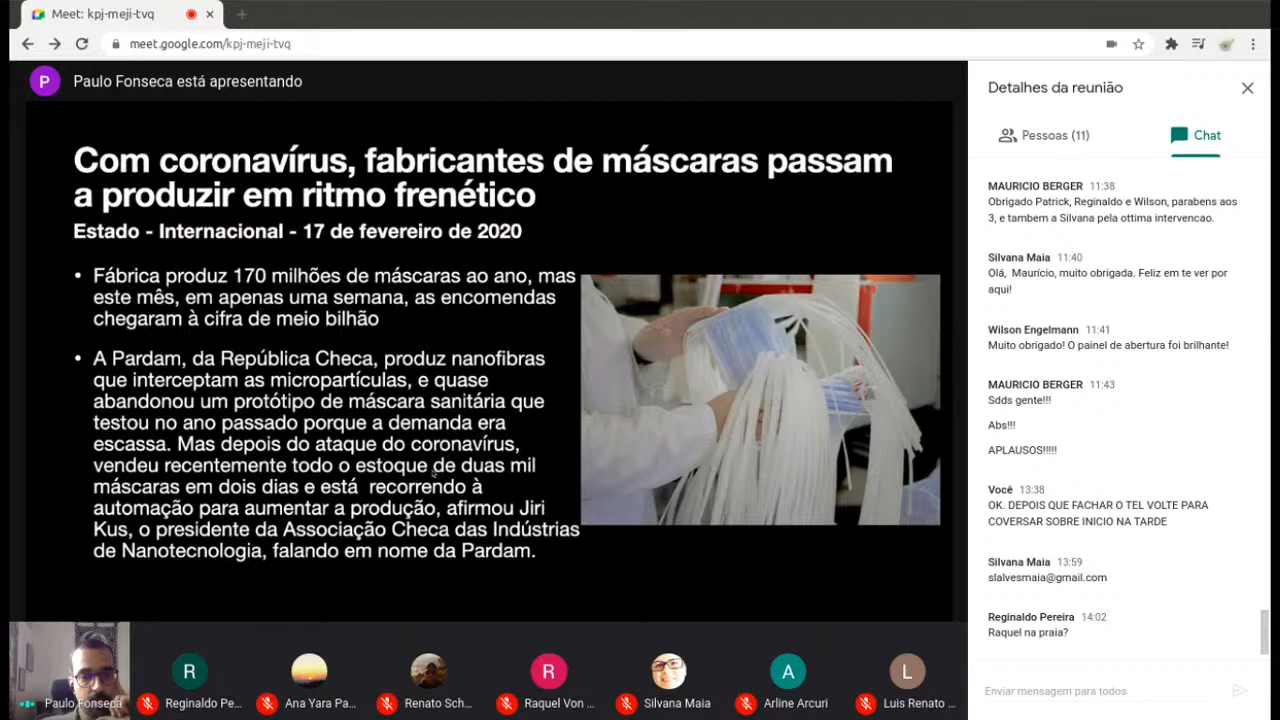 Meet: kpj-meji-tvq
meet.google.com/kpj-meji-tvq
P
Paulo Fonseca está apresentando
Com coronavírus, fabricantes de máscaras passam
a produzir em ritmo frenético
Estado - Internacional - 17 de fevereiro de 2020
• Fábrica produz 170 milhões de máscaras ao ano, mas
este mês, em apenas uma semana, as encomendas
chegaram à cifra de meio bilhão
• A Pardam, da República Checa, produz nanofibras
que interceptam as micropartículas, e quase
abandonou um protótipo de máscara sanitária que
testou no ano passado porque a demanda era
escassa. Mas depois do ataque do coronavírus,
vendeu recentemente todo o estoque de duas mil
máscaras em dois dias e está recorrendo à
automação para aumentar a produção, afirmou Jiri
Kus, o presidente da Associação Checa das Indústrias
de Nanotecnologia, falando em nome da Pardam.
Detalhes da reunião
Pessoas (11)
Chat
MAURICIO BERGER 11:38
Obrigado Patrick, Reginaldo e Wilson, parabens aos
3, e tambem a Silvana pela ottima intervencao.
Silvana Maia 11:40
Olá, Maurício, muito obrigada. Feliz em te ver por
aqui!
Wilson Engelmann 11:41
Muito obrigado! O painel de abertura foi brilhante!
MAURICIO BERGER 11:43
Sdds gente!!!
Abs!!!
APLAUSOS!!!!!
Você 13:38
OK. DEPOIS QUE FACHAR O TEL VOLTE PARA
COVERSAR SOBRE INICIO NA TARDE
Silvana Maia 13:59
slalvesmaia@gmail.com
Reginaldo Pereira 14:02
Raquel na praia?
Enviar mensagem para todos
R
R
A
L
Paulo Fonseca
Reginaldo Pe...
Ana Yara Pa...
Renato Sch...
Raquel Von ...
Silvana Maia
Arline Arcuri
Luis Renato ...